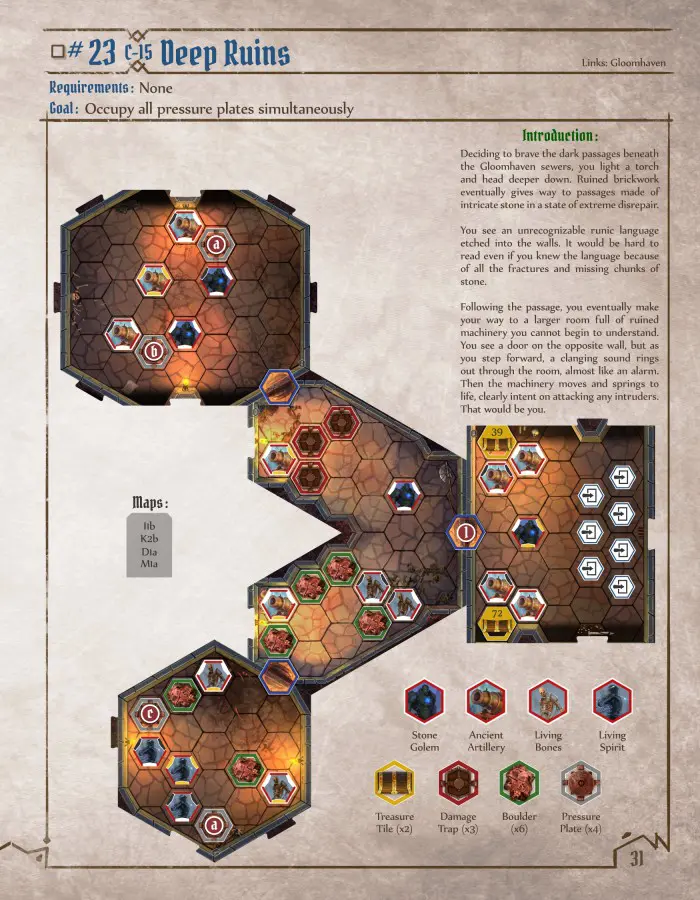 # 23 C-15 Deep Ruins
Links: Gloomhaven
Requirements: None
Goal: Occupy all pressure plates simultaneously
Introduction:
Deciding to brave the dark passages beneath
the Gloomhaven sewers, you light a torch
and head deeper down. Ruined brickwork
eventually gives way to passages made of
intricate stone in a state of extreme disrepair.
You see an unrecognizable runic language
etched into the walls. It would be hard to
read even if you knew the language because
of all the fractures and missing chunks of
stone.
Following the passage, you eventually make
your way to a larger room full of ruined
machinery you cannot begin to understand.
You see a door on the opposite wall, but as
you step forward, a clanging sound rings
out through the room, almost like an alarm.
Then the machinery moves and springs to
life, clearly intent on attacking any intruders.
That would be you.
a
b
39
1
72
Maps:
I1b
K2b
D1a
M1a
c
d
Stone
Golem
Ancient
Artillery
Living
Bones
Living
Spirit
Treasure
Tile (x2)
Damage
Trap (x3)
Boulder
(x6)
Pressure
Plate (x4)
31